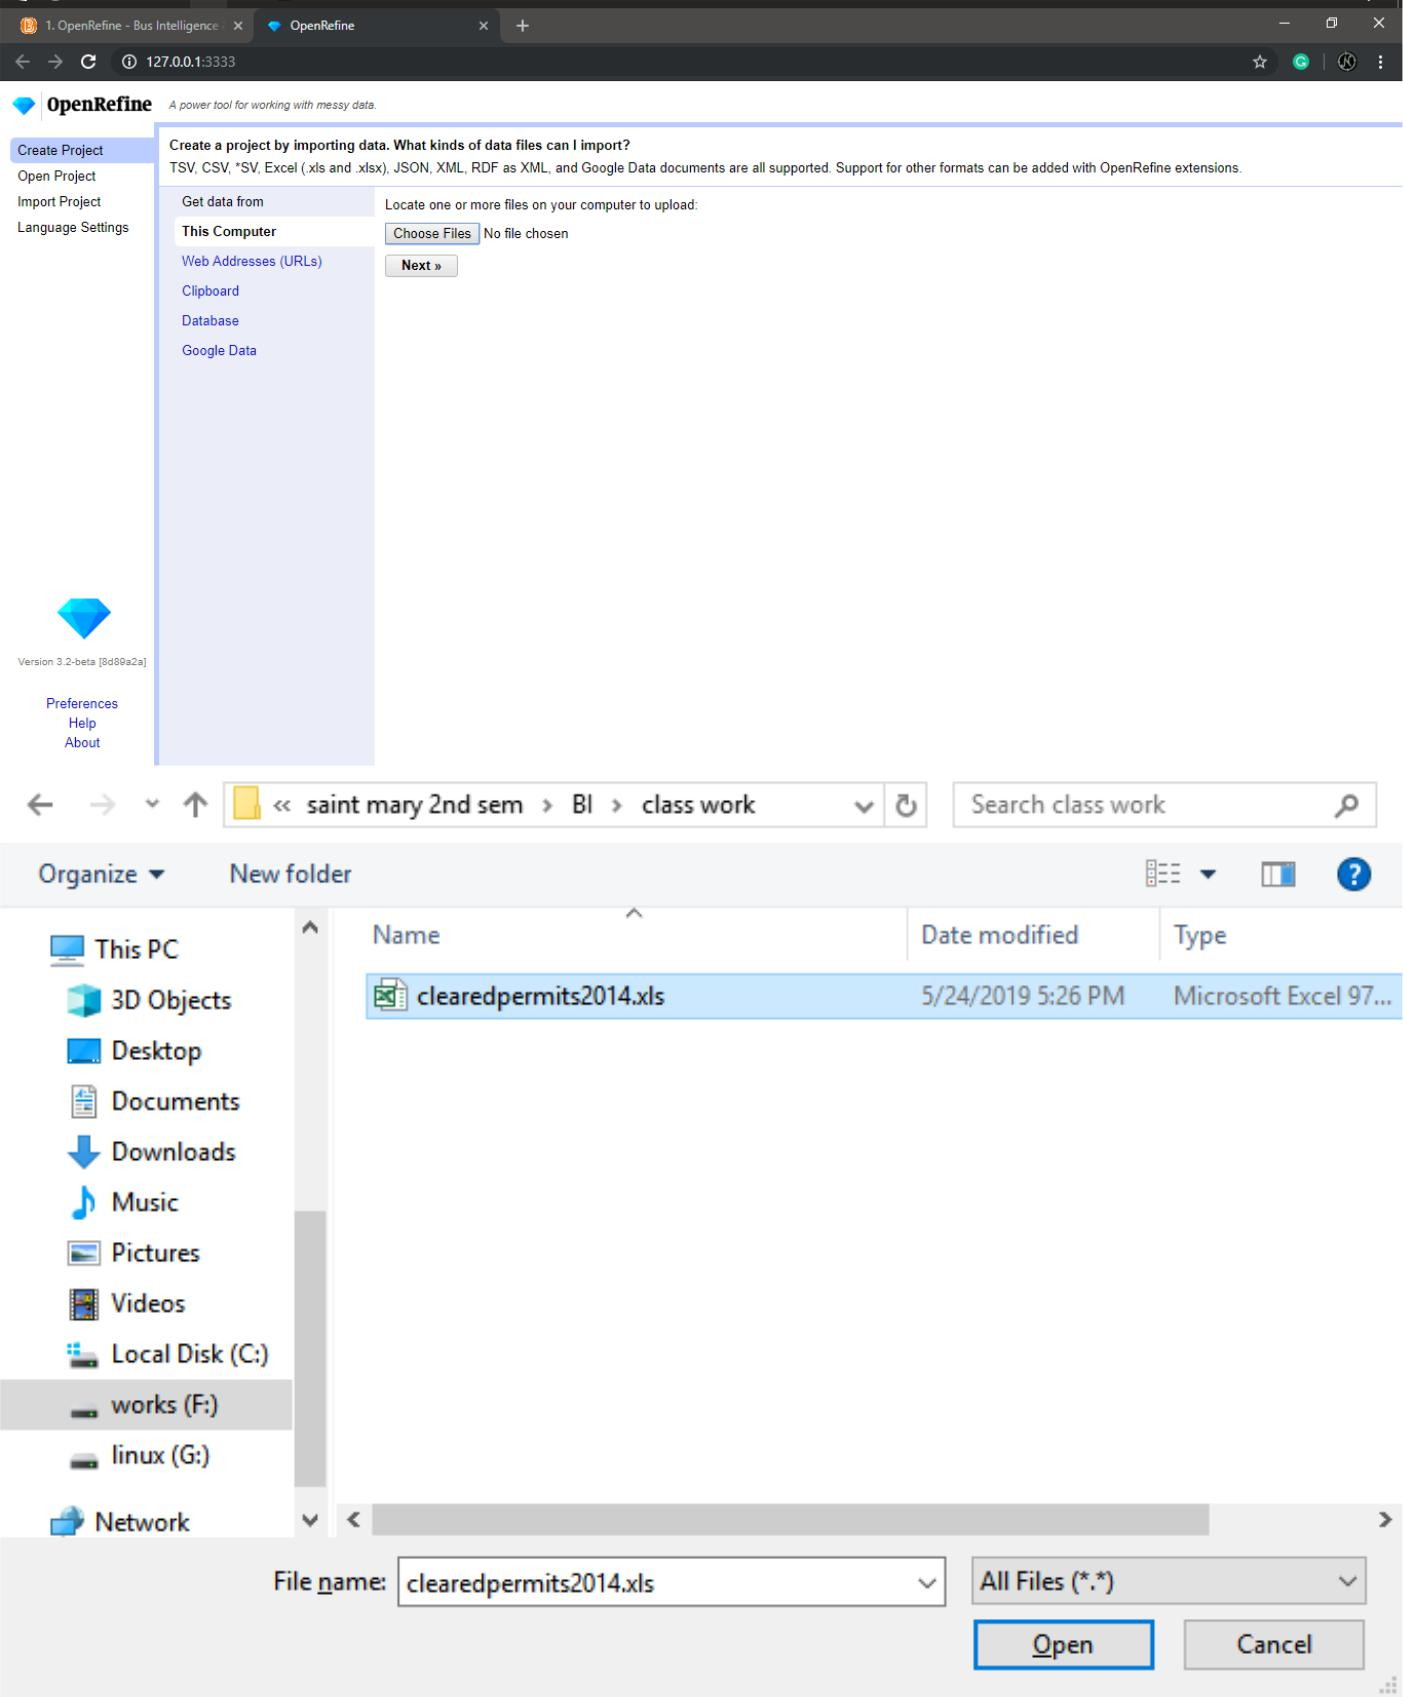 1. OpenRefine - Bus Intelligence
OpenRefine
127.0.0.1:3333
OpenRefine A power tool for working with messy data.
Create Project
Open Project
Import Project
Language Settings
Create a project by importing data. What kinds of data files can I import?
TSV, CSV, *SV, Excel (.xls and .xlsx), JSON, XML, RDF as XML, and Google Data documents are all supported. Support for other formats can be added with OpenRefine extensions.
Get data from
This Computer
Web Addresses (URLs)
Clipboard
Database
Google Data
Locate one or more files on your computer to upload:
Choose Files No file chosen
Next »
Version 3.2-beta [8d89a2a]
Preferences
Help
About
« saint mary 2nd sem > BI > class work
Search class work
Organize
New folder
This PC
3D Objects
Desktop
Documents
Downloads
Music
Pictures
Videos
Local Disk (C:)
works (F:)
linux (G:)
Network
Name Date modified Type
clearedpermits2014.xls 5/24/2019 5:26 PM Microsoft Excel 97...
File name: clearedpermits2014.xls
All Files (*.*)
Open
Cancel